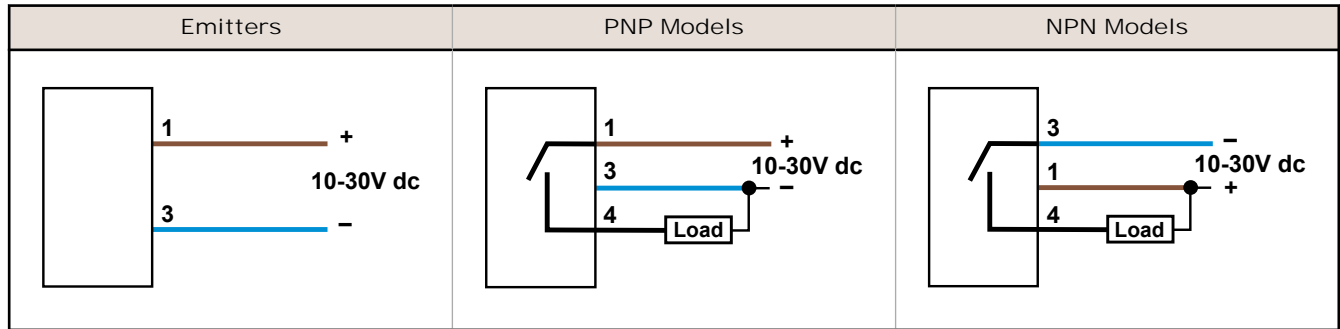 Emitters
PNP Models
NPN Models
1
+
10-30V dc
3
–
1
+
10-30V dc
3
–
4
Load
3
–
10-30V dc
1
+
4
Load